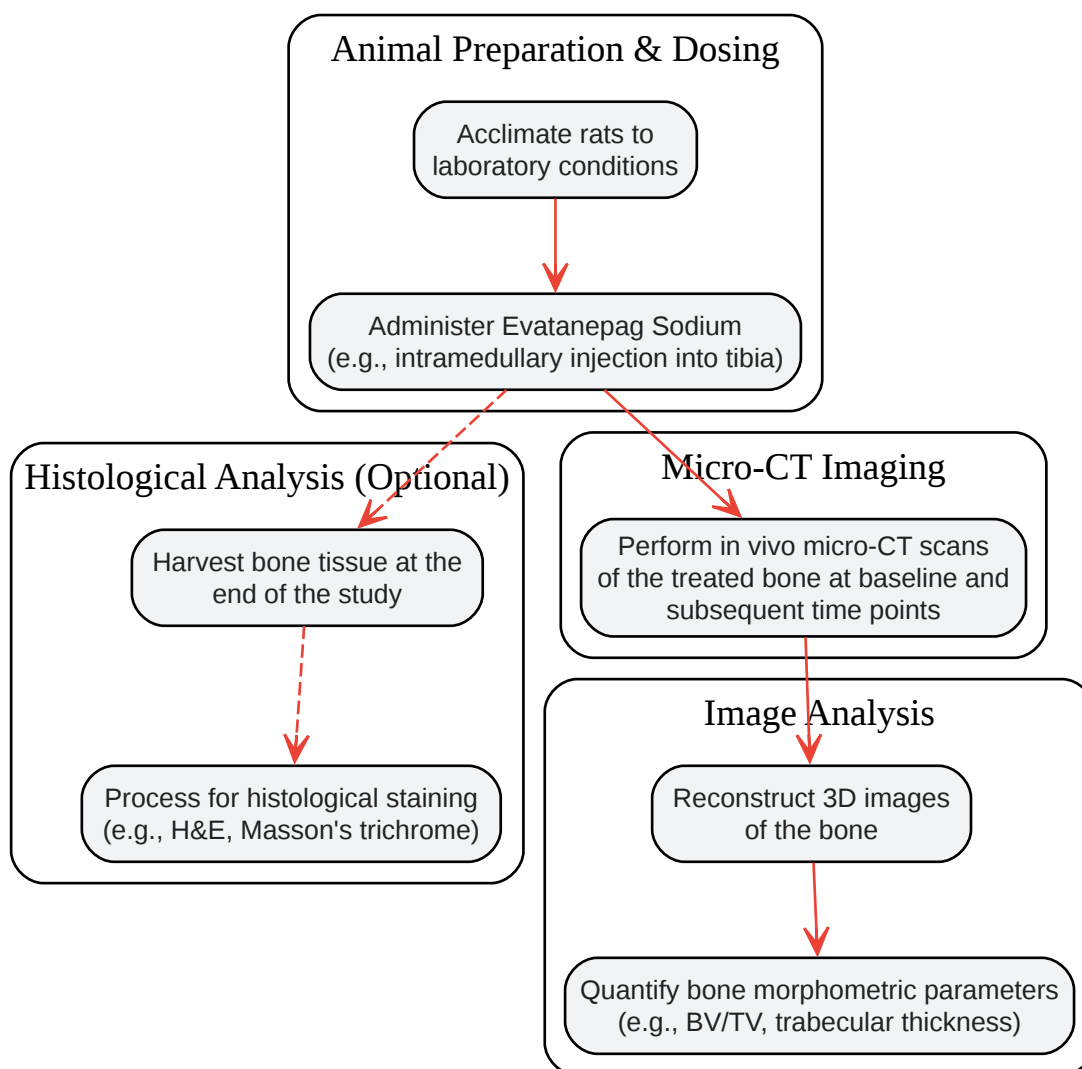 Animal Preparation & Dosing
Acclimate rats to
laboratory conditions
Administer Evatanepag Sodium
(e.g., intramedullary injection into tibia)
Histological Analysis (Optional)
Harvest bone tissue at the
end of the study
Process for histological staining
(e.g., H&E, Masson's trichrome)
Micro-CT Imaging
Perform in vivo micro-CT scans
of the treated bone at baseline and
subsequent time points
Image Analysis
Reconstruct 3D images
of the bone
Quantify bone morphometric parameters
(e.g., BV/TV, trabecular thickness)